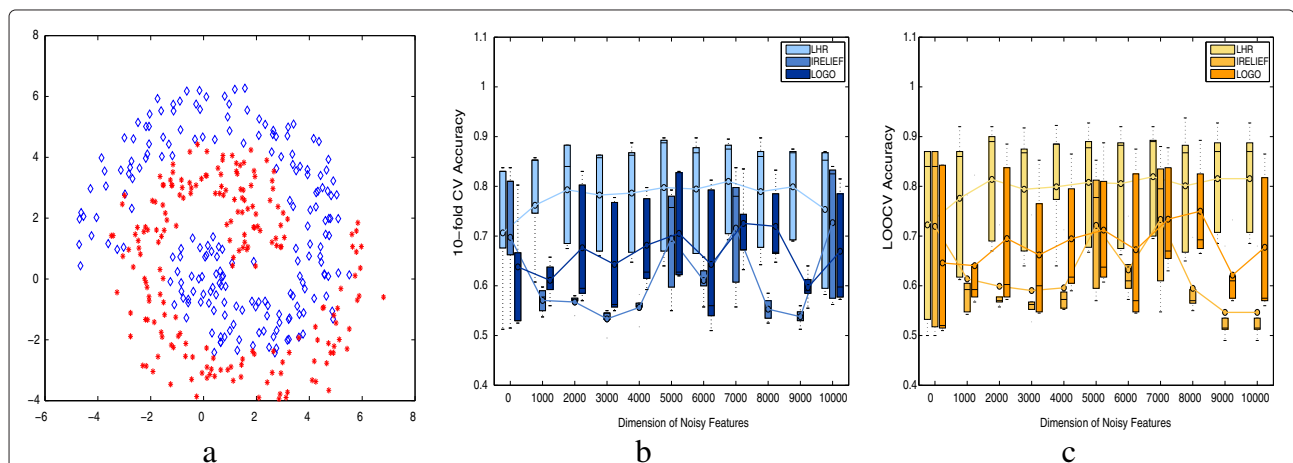 8
6
4
2
0
−2
−4
−6 −4 −2 0 2 4 6 8
a
10−fold CV Accuracy
1.1
1
0.9
0.8
0.7
0.6
0.5
0.4
0 1000 2000 3000 4000 5000 6000 7000 8000 9000 10000
Dimension of Noisy Features
LHR
IRELIEF
LOGO
b
LOOCV Accuracy
1.1
1
0.9
0.8
0.7
0.6
0.5
0.4
0 1000 2000 3000 4000 5000 6000 7000 8000 9000 10000
Dimension of Noisy Features
LHR
IRELIEF
LOGO
c